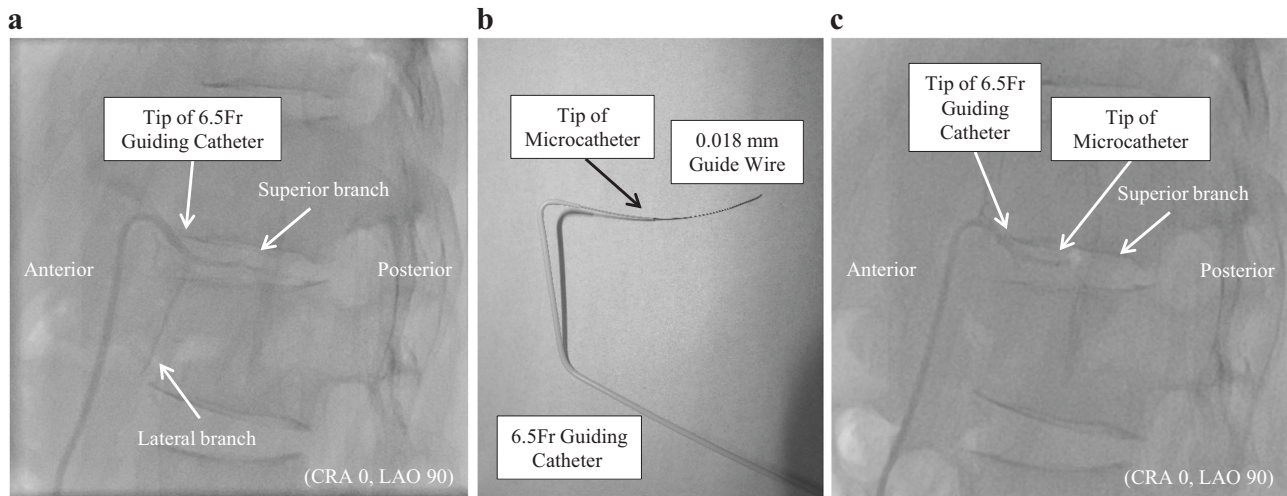 a
Tip of 6.5Fr
Guiding Catheter
Superior branch
Anterior
Posterior
Lateral branch
(CRA 0, LAO 90)
b
Tip of
Microcatheter
0.018 mm
Guide Wire
6.5Fr Guiding
Catheter
c
Tip of 6.5Fr
Guiding
Catheter
Tip of
Microcatheter
Superior branch
Anterior
Posterior
(CRA 0, LAO 90)